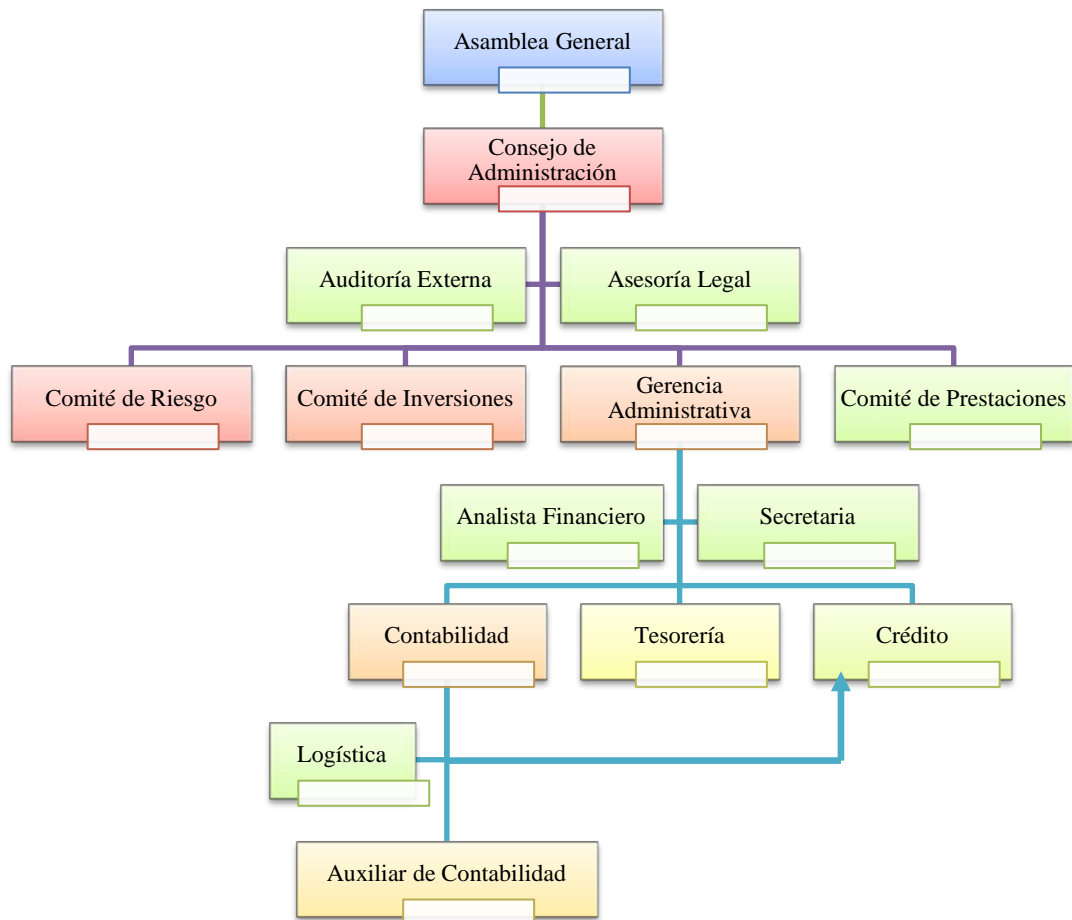 Asamblea General
Consejo de
Administración
Auditoría Externa
Asesoría Legal
Comité de Riesgo
Comité de Inversiones
Gerencia
Administrativa
Comité de Prestaciones
Analista Financiero
Secretaria
Contabilidad
Tesorería
Crédito
Logística
Auxiliar de Contabilidad